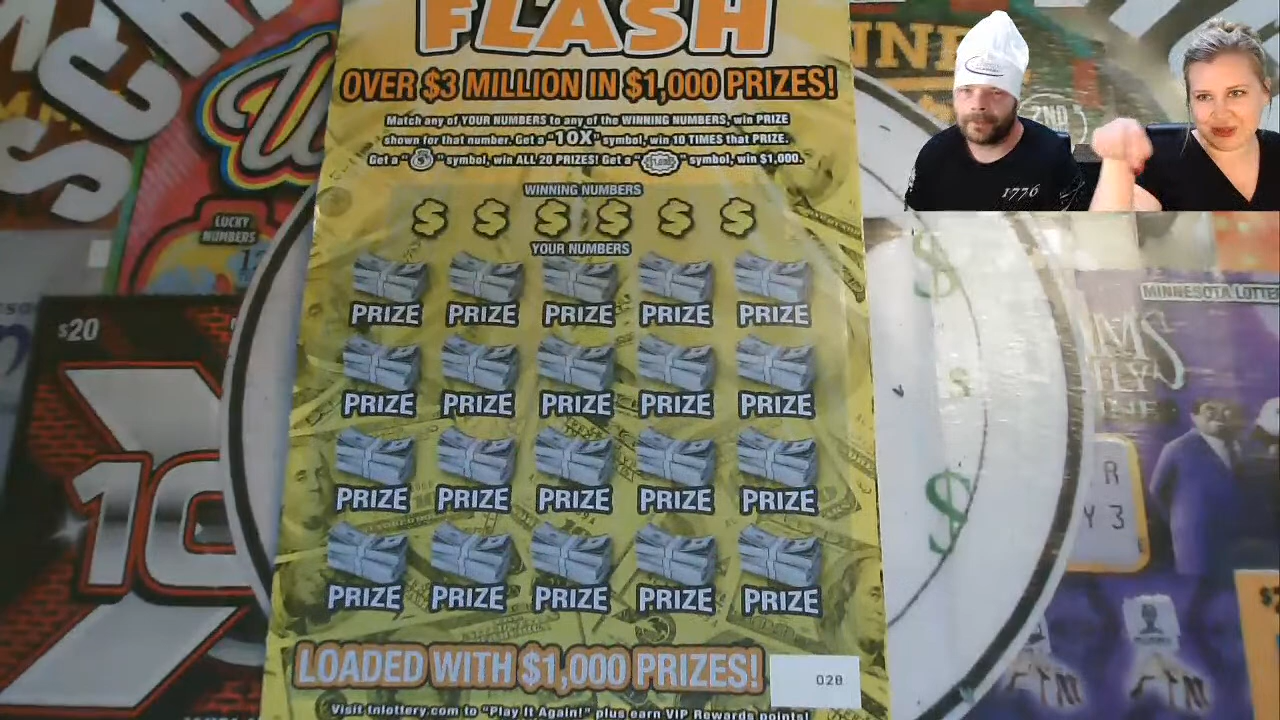 FLASH
OVER $3 MILLION IN $1,000 PRIZES!
Match any of YOUR NUMBERS to any of the WINNING NUMBERS, win PRIZE
shown for that number. Get a "10X" symbol, win 10 TIMES that PRIZE.
Get a " " symbol, win ALL 20 PRIZES! Get a " " symbol, win $1,000.
WINNING NUMBERS
$ $ $ $ $ $
YOUR NUMBERS
PRIZE PRIZE PRIZE PRIZE PRIZE
PRIZE PRIZE PRIZE PRIZE PRIZE
PRIZE PRIZE PRIZE PRIZE PRIZE
PRIZE PRIZE PRIZE PRIZE PRIZE
LOADED WITH $1,000 PRIZES!
028
Visit tnlottery.com to "Play It Again!" plus earn VIP Rewards points!
LUCKY
NUMBERS
$20
10
2ND
1776
$
$
$
MINNESOTA
R
Y 3